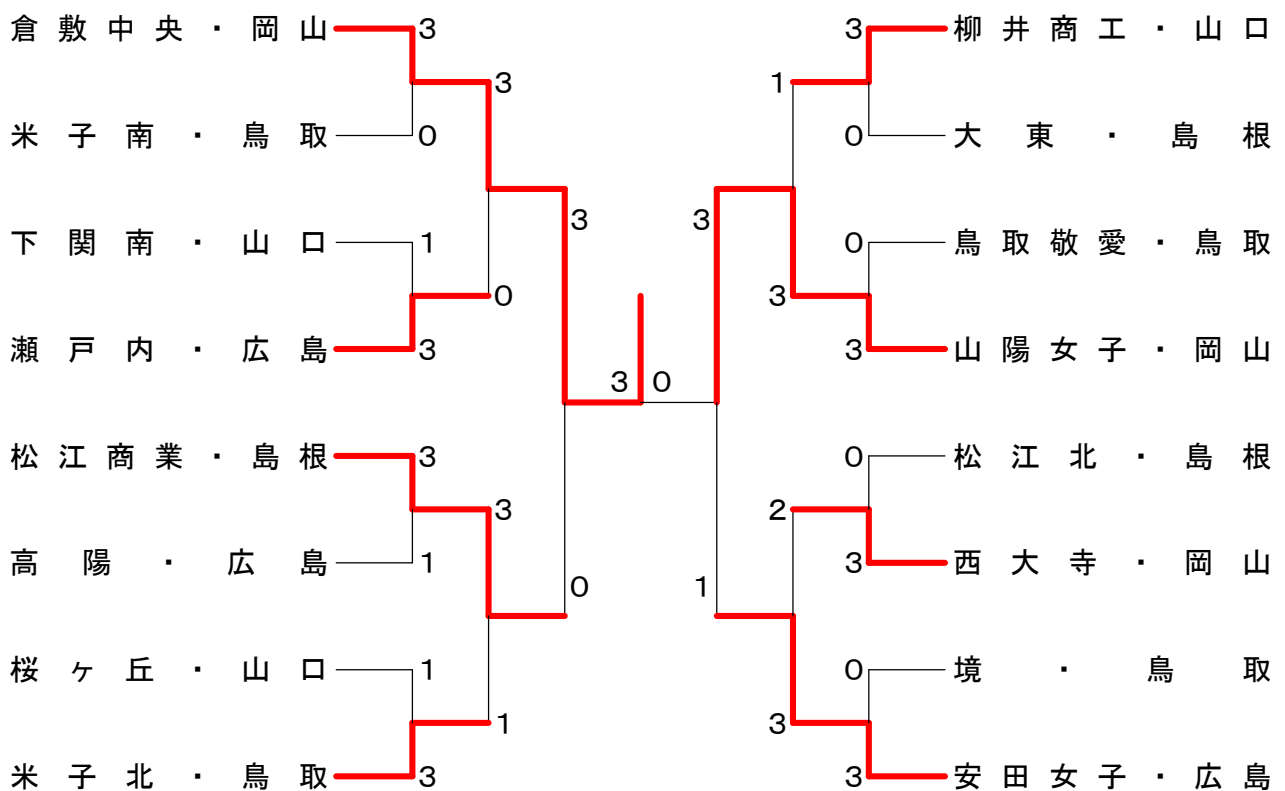 倉敷中央・岡山 3 3 柳井商工・山口
3 1
米子南・鳥取 0 0 大東・島根
3 3
下関南・山口 1 0 鳥取敬愛・鳥取
0 3
瀬戸内・広島 3 3 山陽女子・岡山
3 0
松江商業・島根 3 0 松江北・島根
3 2
高陽・広島 1 3 西大寺・岡山
0 1
桜ヶ丘・山口 1 0 境・鳥取
1 3
米子北・鳥取 3 3 安田女子・広島